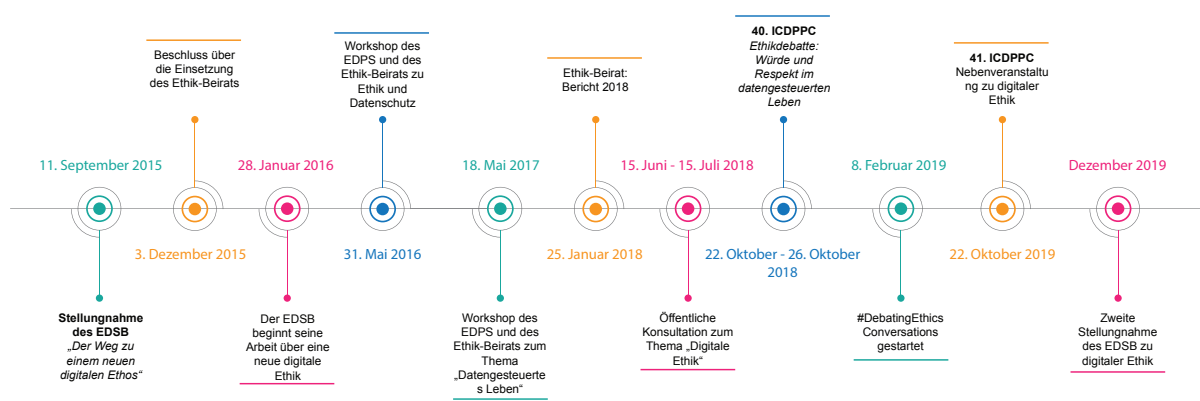 11. September 2015
Stellungnahme
des EDSB
„Der Weg zu
einem neuen
digitalen Ethos“
Beschluss über
die Einsetzung
des Ethik-Beirats
3. Dezember 2015
28. Januar 2016
Der EDSB
beginnt seine
Arbeit über eine
neue digitale
Ethik
Workshop des
EDPS und des
Ethik-Beirats zu
Ethik und
Datenschutz
31. Mai 2016
18. Mai 2017
Workshop des
EDPS und des
Ethik-Beirats zum
Thema
„Datengesteuerte
s Leben“
Ethik-Beirat:
Bericht 2018
25. Januar 2018
15. Juni - 15. Juli 2018
Öffentliche
Konsultation zum
Thema „Digitale
Ethik“
40. ICDPPC
Ethikdebatte:
Würde und
Respekt im
datengesteuerten
Leben
22. Oktober - 26. Oktober
2018
8. Februar 2019
#DebatingEthics
Conversations
gestartet
41. ICDPPC
Nebenveranstaltu
ng zu digitaler
Ethik
22. Oktober 2019
Dezember 2019
Zweite
Stellungnahme
des EDSB zu
digitaler Ethik